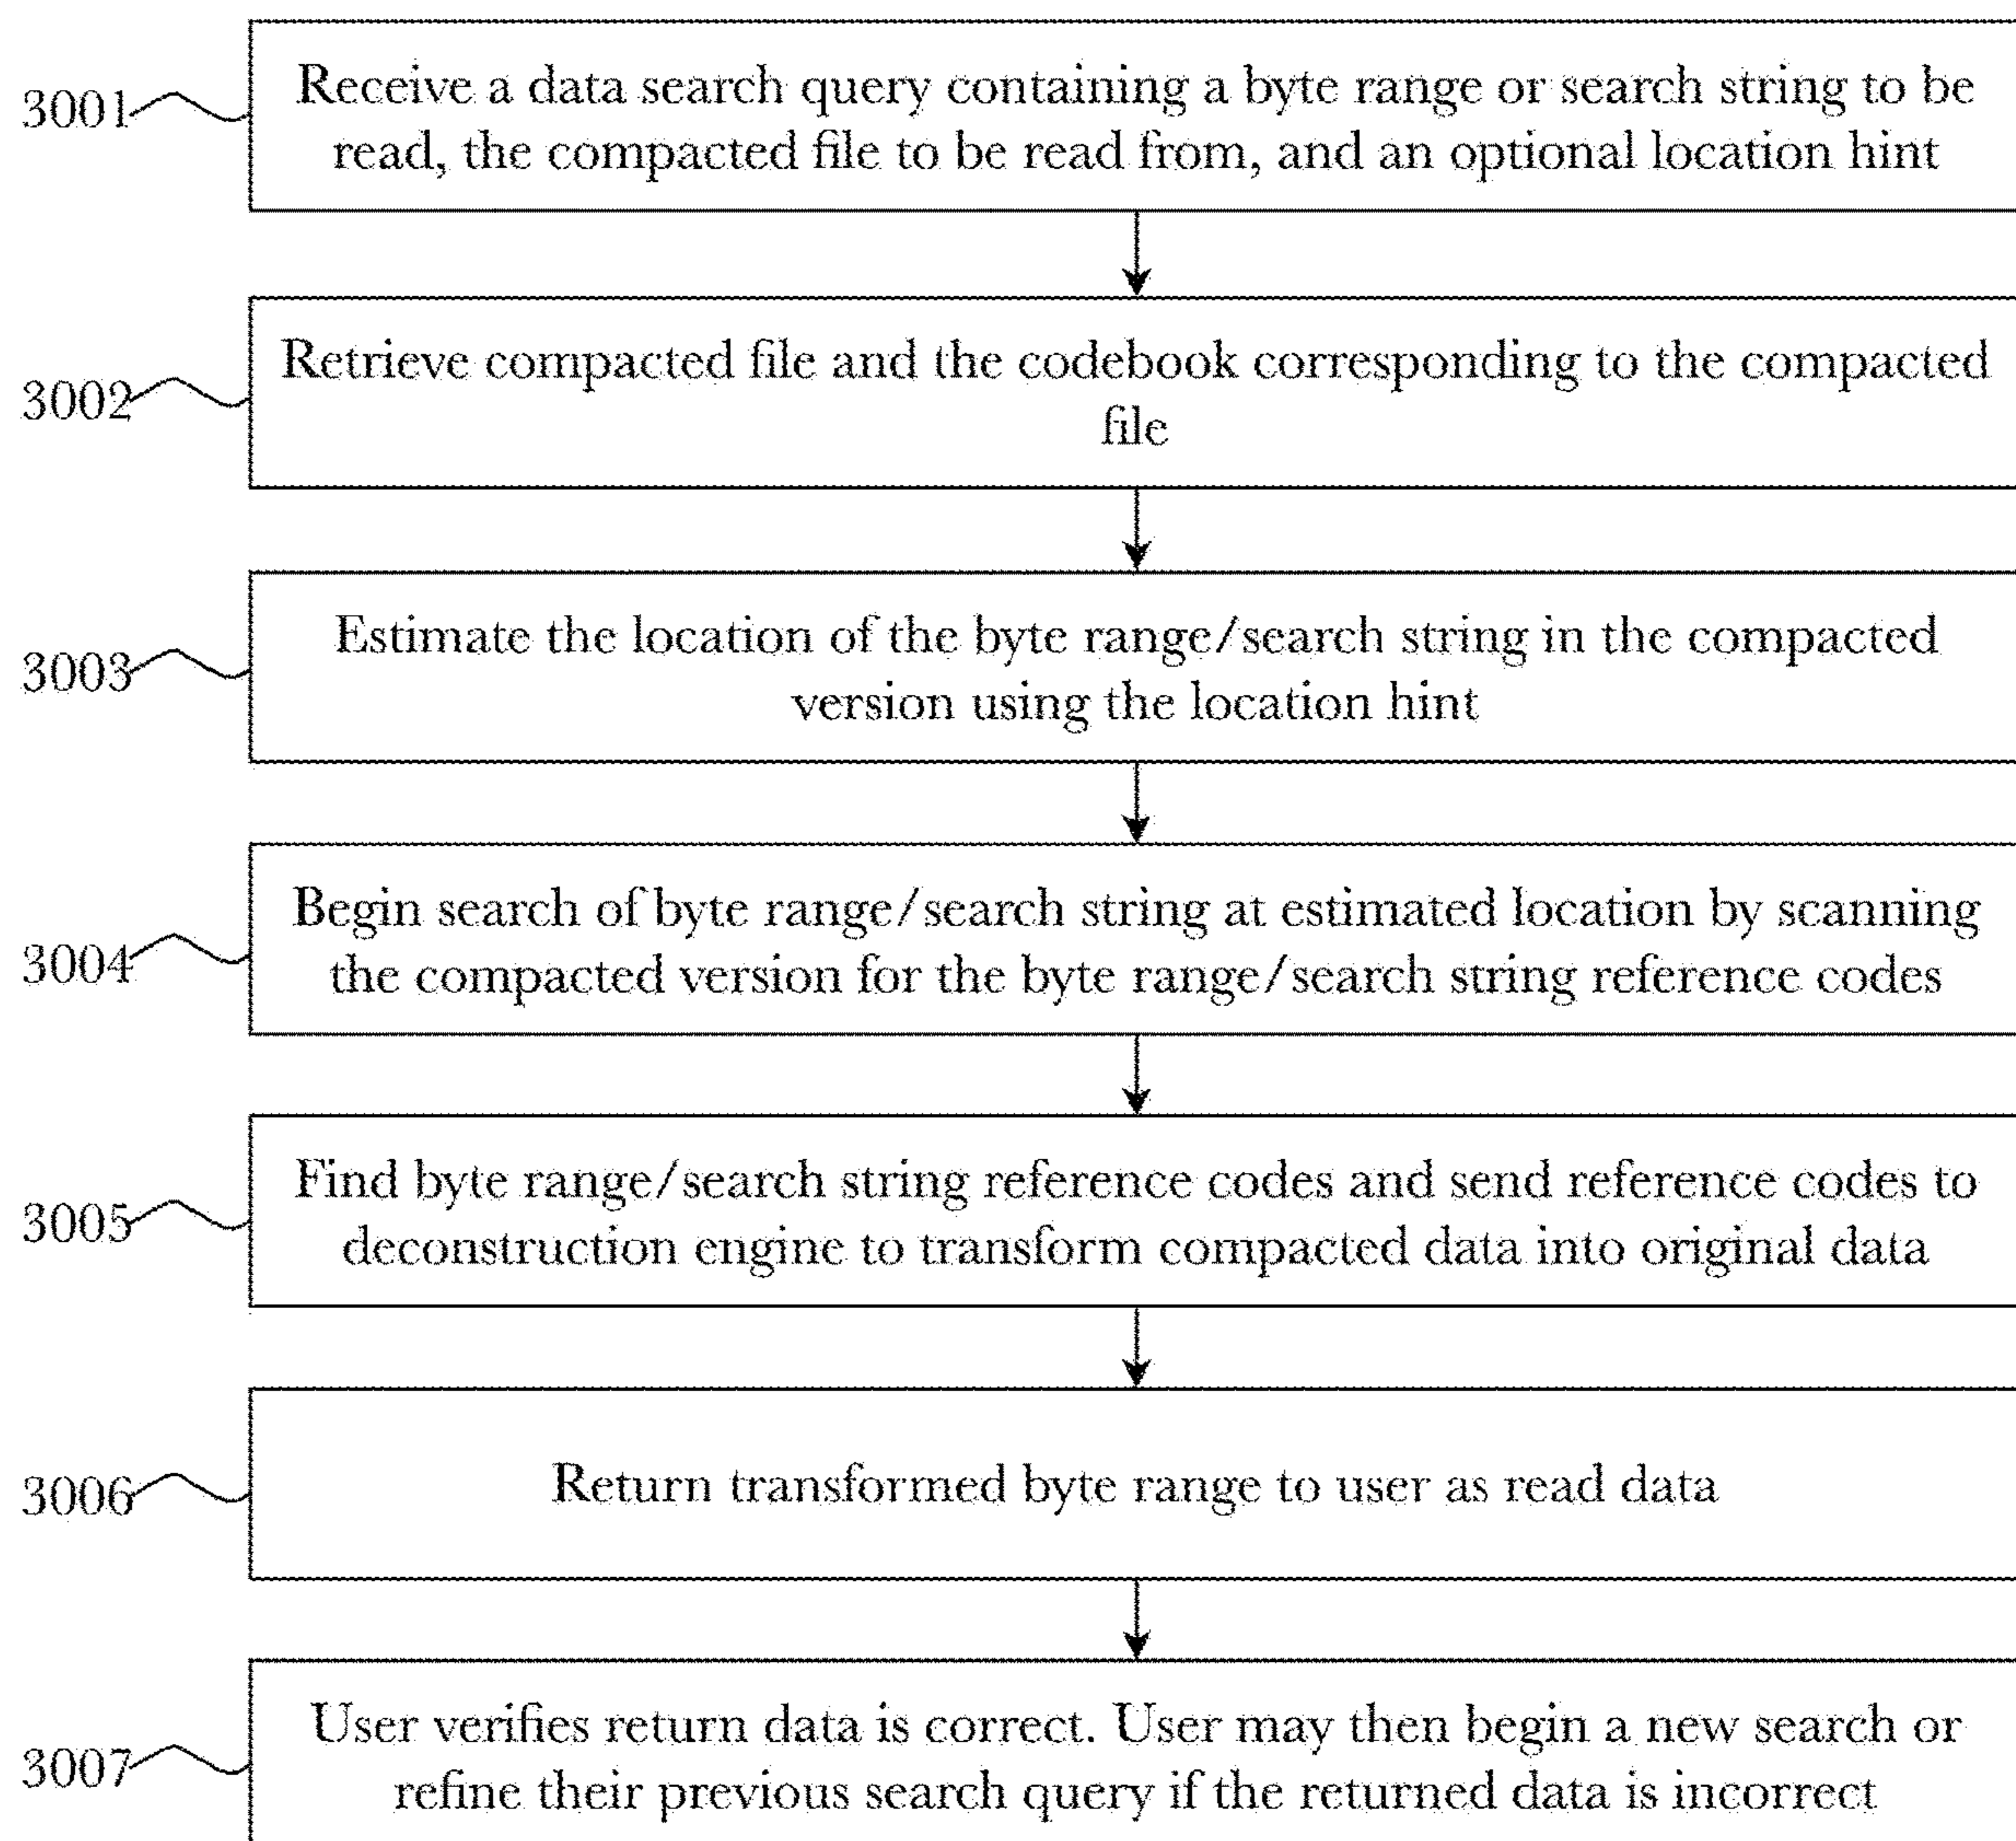 3001
Receive a data search query containing a byte range or search string to be
read, the compacted file to be read from, and an optional location hint
3002
Retrieve compacted file and the codebook corresponding to the compacted
file
3003
Estimate the location of the byte range/search string in the compacted
version using the location hint
3004
Begin search of byte range/search string at estimated location by scanning
the compacted version for the byte range/search string reference codes
3005
Find byte range/search string reference codes and send reference codes to
deconstruction engine to transform compacted data into original data
3006
Return transformed byte range to user as read data
3007
User verifies return data is correct. User may then begin a new search or
refine their previous search query if the returned data is incorrect